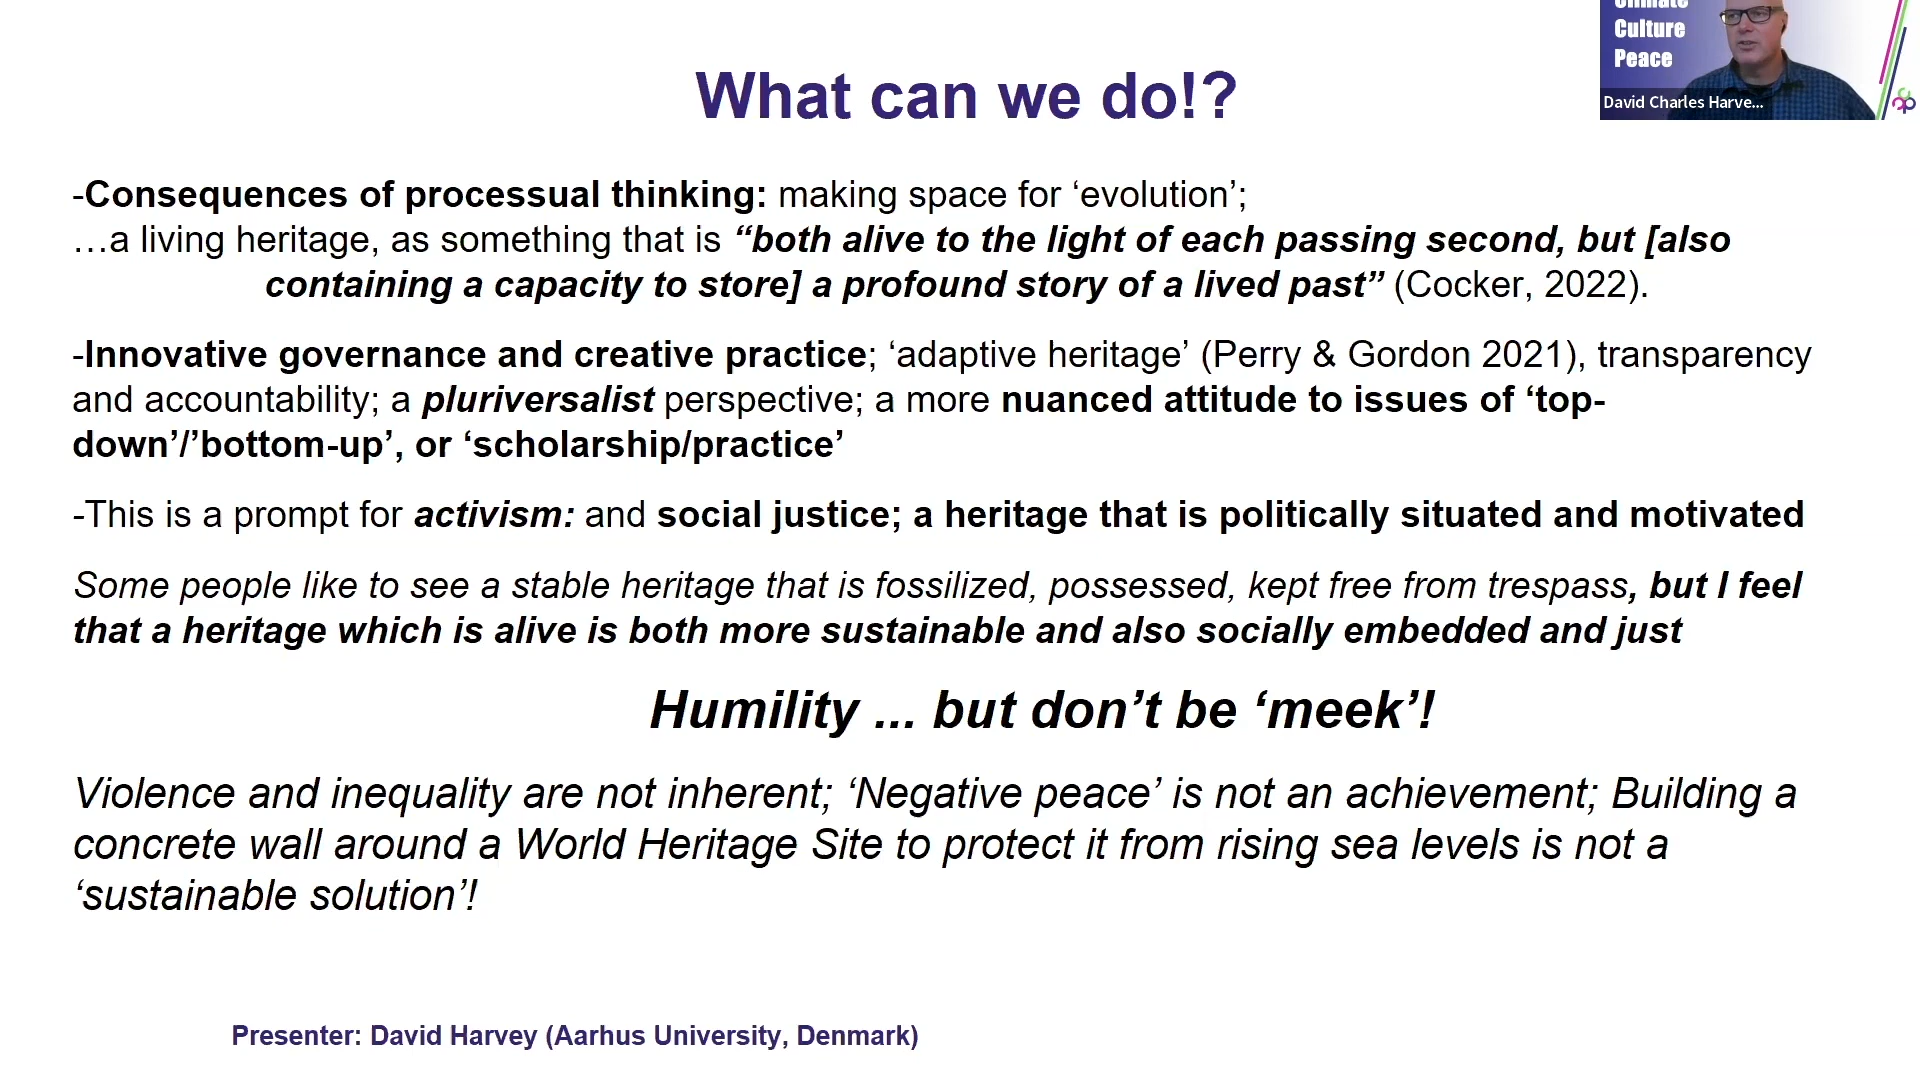 Climate
Culture
Peace
David Charles Harve...
What can we do!?
-Consequences of processual thinking: making space for ‘evolution’;
…a living heritage, as something that is “both alive to the light of each passing second, but [also
containing a capacity to store] a profound story of a lived past” (Cocker, 2022).
-Innovative governance and creative practice; ‘adaptive heritage’ (Perry & Gordon 2021), transparency
and accountability; a pluriversalist perspective; a more nuanced attitude to issues of ‘top-
down’/’bottom-up’, or ‘scholarship/practice’
-This is a prompt for activism: and social justice; a heritage that is politically situated and motivated
Some people like to see a stable heritage that is fossilized, possessed, kept free from trespass, but I feel
that a heritage which is alive is both more sustainable and also socially embedded and just
Humility ... but don’t be ‘meek’!
Violence and inequality are not inherent; ‘Negative peace’ is not an achievement; Building a
concrete wall around a World Heritage Site to protect it from rising sea levels is not a
‘sustainable solution’!
Presenter: David Harvey (Aarhus University, Denmark)